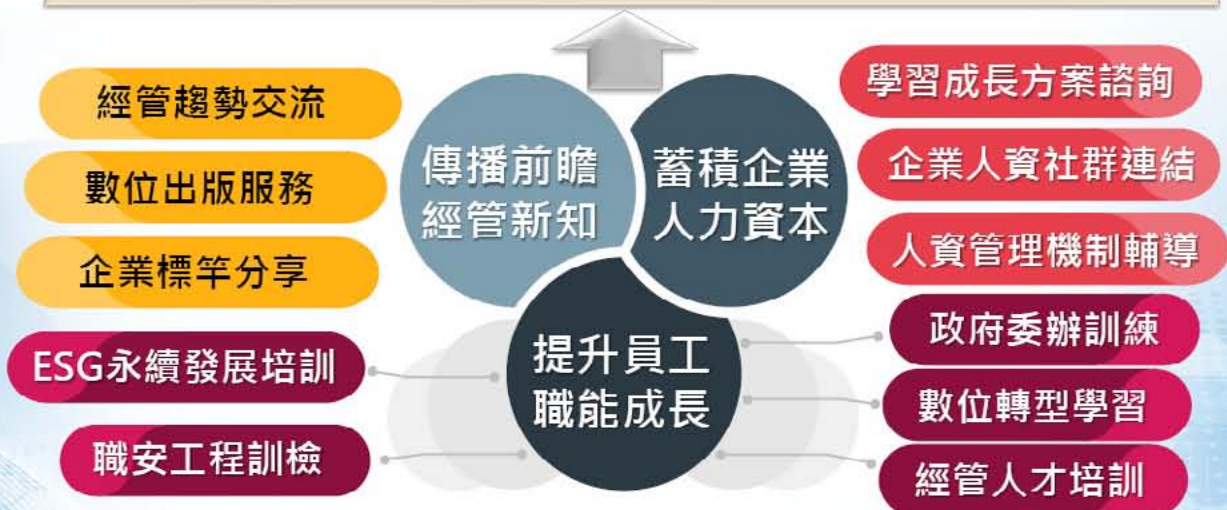 經管趨勢交流
數位出版服務
企業標竿分享
傳播前瞻
經管新知
蓄積企業
人力資本
學習成長方案諮詢
企業人資社群連結
人資管理機制輔導
ESG永續發展培訓
職安工程訓檢
提升員工
職能成長
政府委辦訓練
數位轉型學習
經管人才培訓